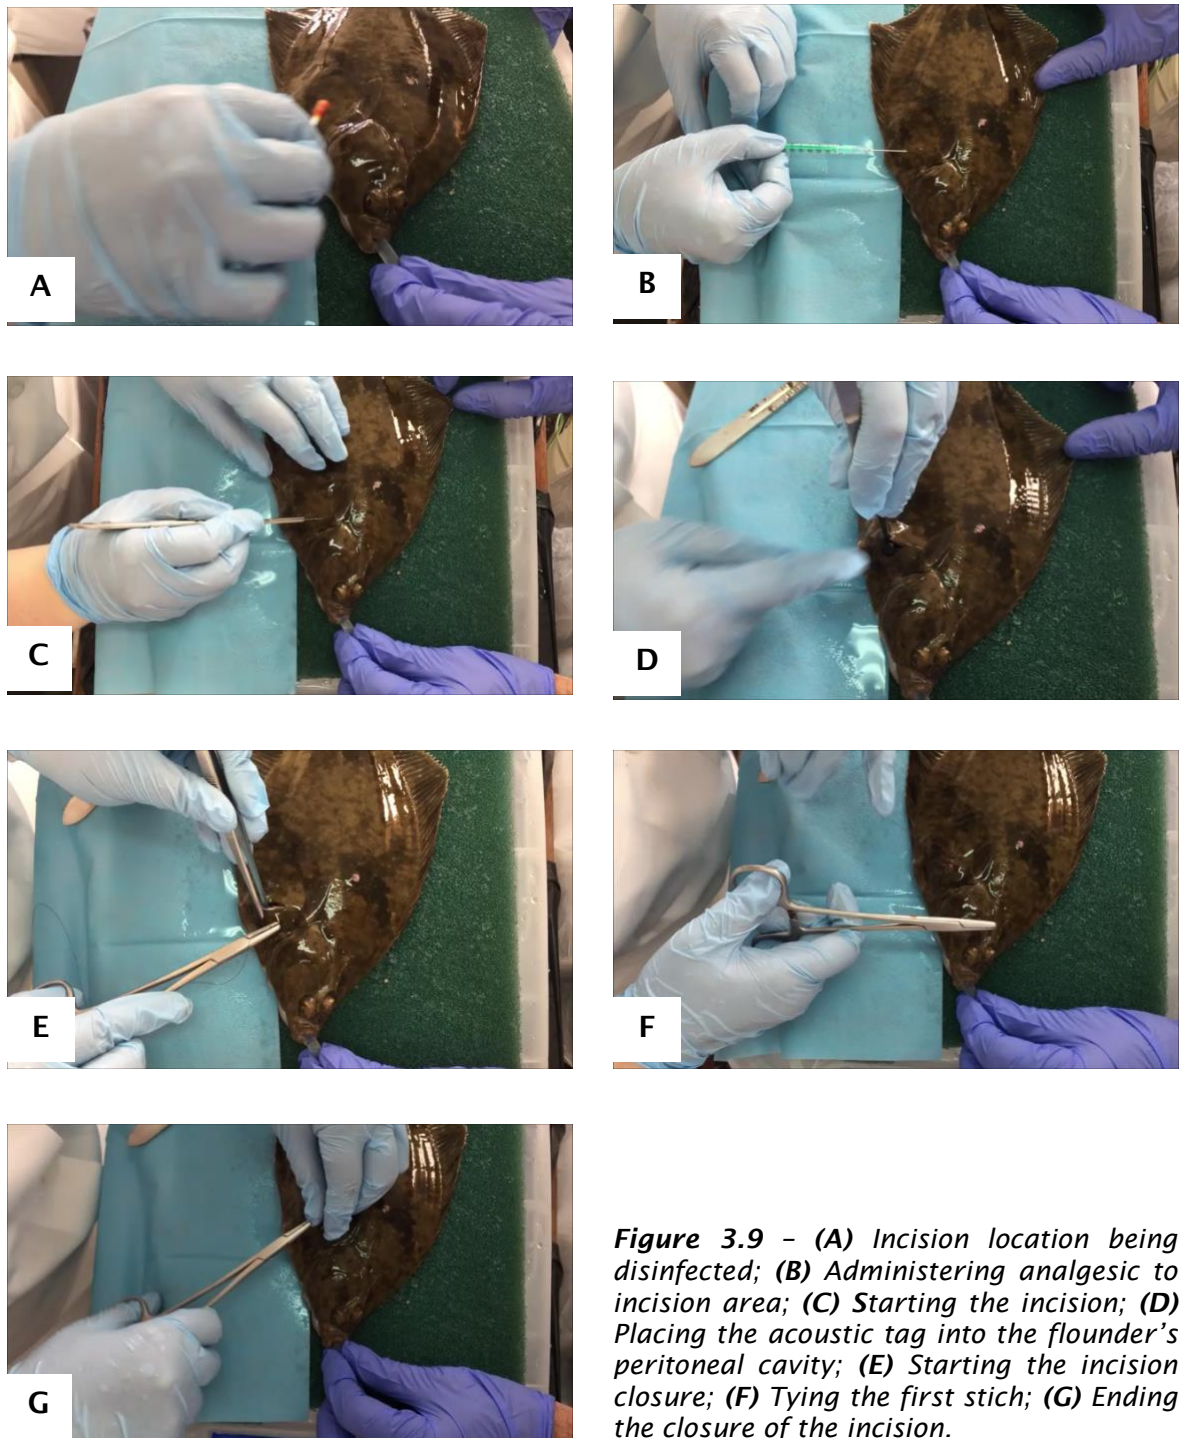 A
B
C
D
E
F
G
Figure 3.9 – (A) Incision location being
disinfected; (B) Administering analgesic to
incision area; (C) Starting the incision; (D)
Placing the acoustic tag into the flounder’s
peritoneal cavity; (E) Starting the incision
closure; (F) Tying the first stich; (G) Ending
the closure of the incision.